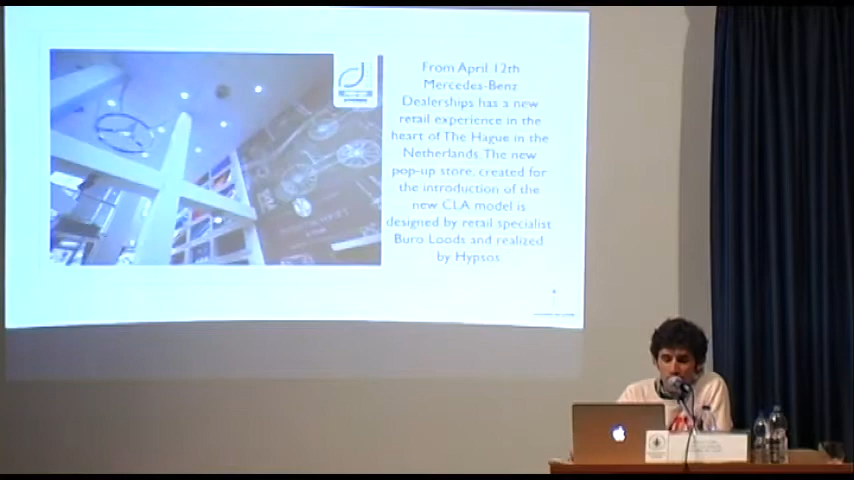 From April 12th
Mercedes-Benz
Dealerships has a new
retail experience in the
heart of The Hague in the
Netherlands. The new
pop-up store, created for
the introduction of the
new CLA model is
designed by retail specialist
Buro Loods and realized
by Hypsos